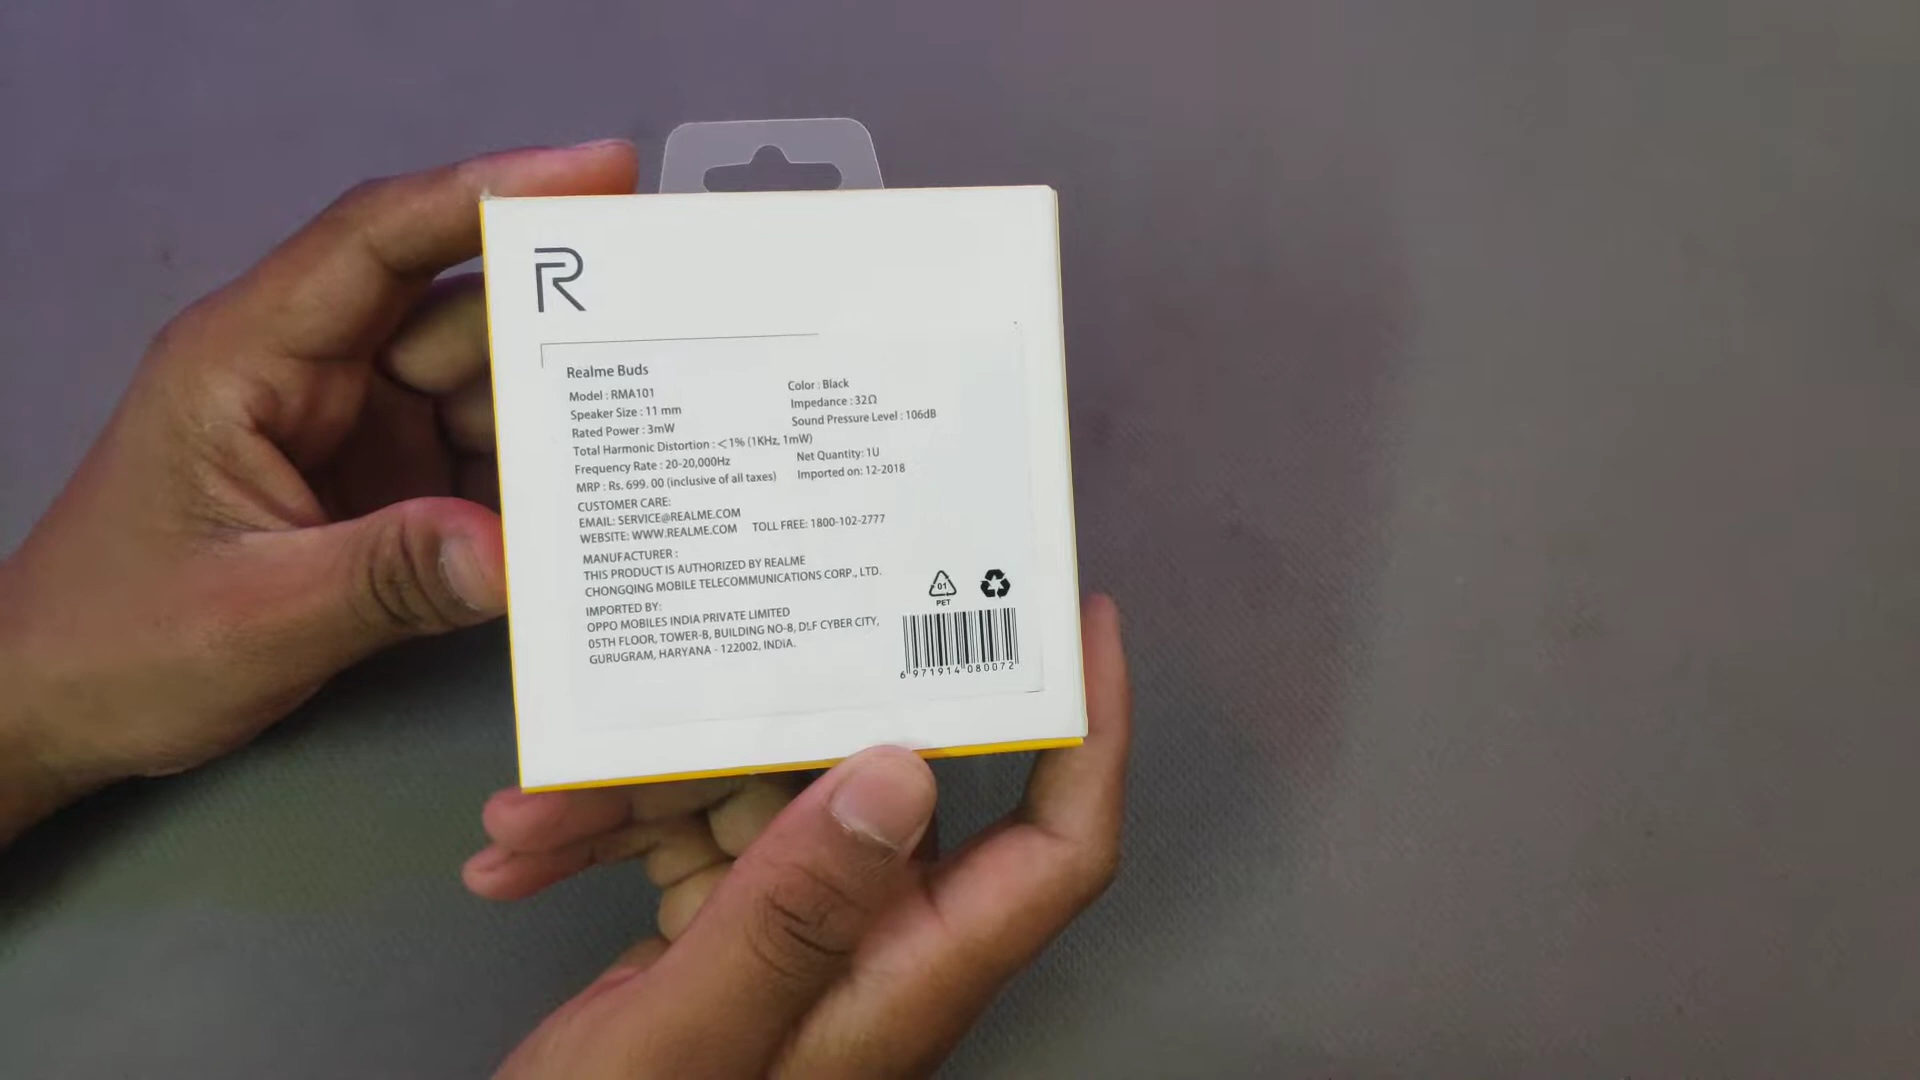 R
Realme Buds
Model : RMA101
Color : Black
Speaker Size : 11 mm
Impedance : 32Ω
Rated Power : 3mW
Sound Pressure Level : 106dB
Total Harmonic Distortion : <1% (1KHz, 1mW)
Frequency Rate : 20-20,000Hz
Net Quantity: 1U
MRP : Rs. 699. 00 (inclusive of all taxes)
Imported on: 12-2018
CUSTOMER CARE:
EMAIL: SERVICE@REALME.COM
WEBSITE: WWW.REALME.COM TOLL FREE: 1800-102-2777
MANUFACTURER :
THIS PRODUCT IS AUTHORIZED BY REALME
CHONGQING MOBILE TELECOMMUNICATIONS CORP., LTD.
IMPORTED BY:
OPPO MOBILES INDIA PRIVATE LIMITED
05TH FLOOR, TOWER-B, BUILDING NO-8, DLF CYBER CITY,
GURUGRAM, HARYANA - 122002, INDIA.
01
PET
6 971914 080072